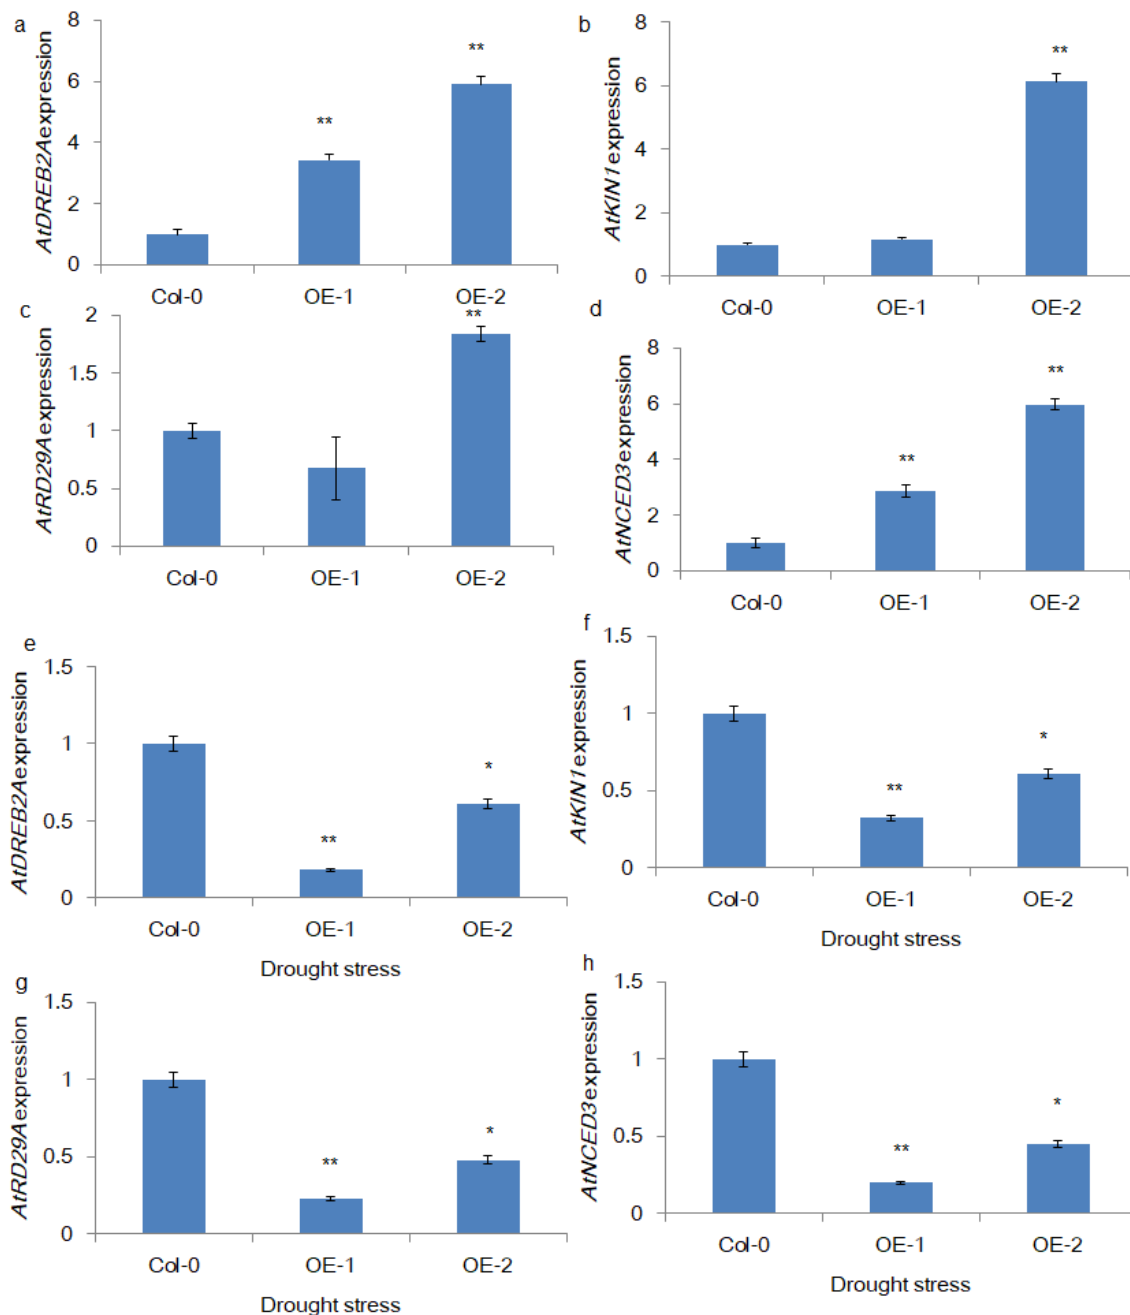 a
AtDREB2A expression
8
6
4
2
0
**
**
Col-0 OE-1 OE-2
b
AtKIN1 expression
8
6
4
2
0
**
Col-0 OE-1 OE-2
c
AtRD29A expression
2
1.5
1
0.5
0
**
Col-0 OE-1 OE-2
d
AtNCED3 expression
8
6
4
2
0
**
**
Col-0 OE-1 OE-2
e
AtDREB2A expression
1.5
1
0.5
0
**
*
Col-0 OE-1 OE-2
Drought stress
f
AtKIN1 expression
1.5
1
0.5
0
**
*
Col-0 OE-1 OE-2
Drought stress
g
AtRD29A expression
1.5
1
0.5
0
**
*
Col-0 OE-1 OE-2
Drought stress
h
AtNCED3 expression
1.5
1
0.5
0
**
*
Col-0 OE-1 OE-2
Drought stress